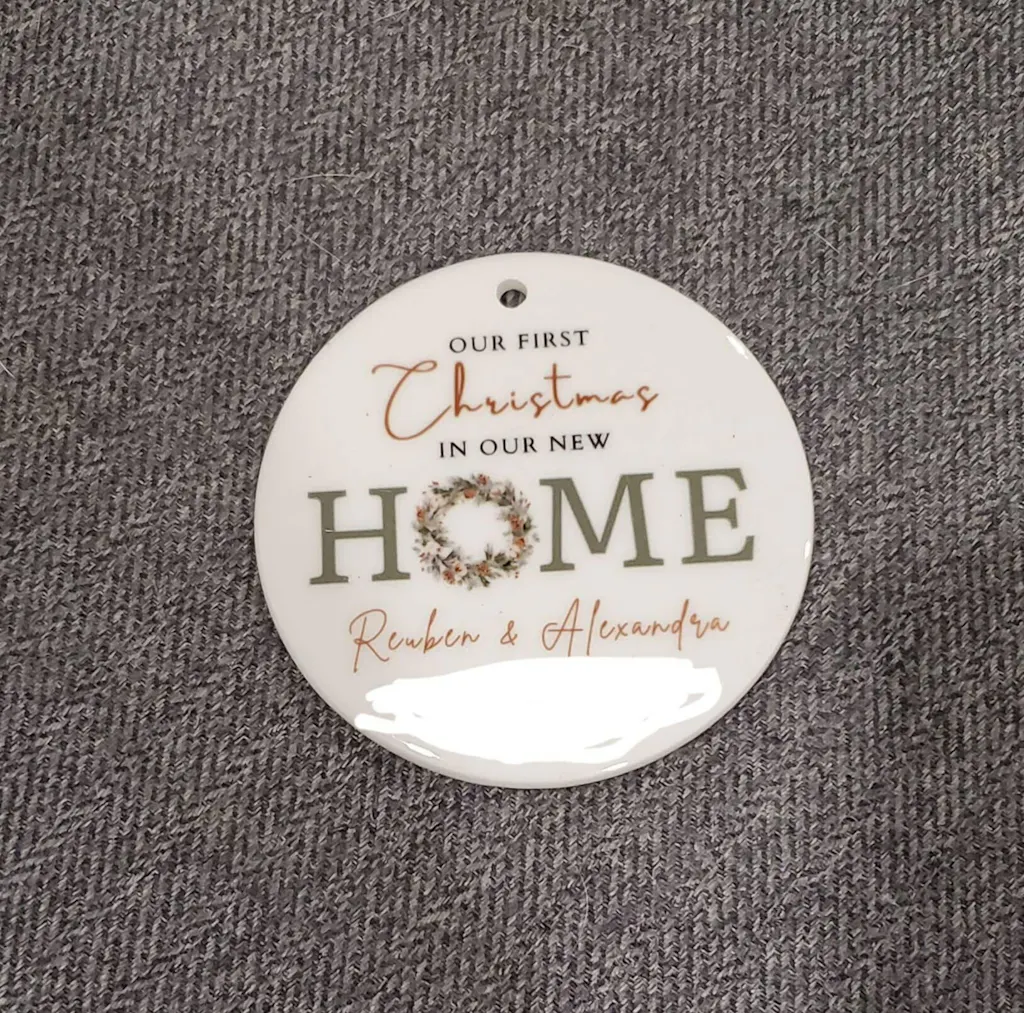 OUR FIRST
Christmas
IN OUR NEW
HOME
Reuben & Alexandra